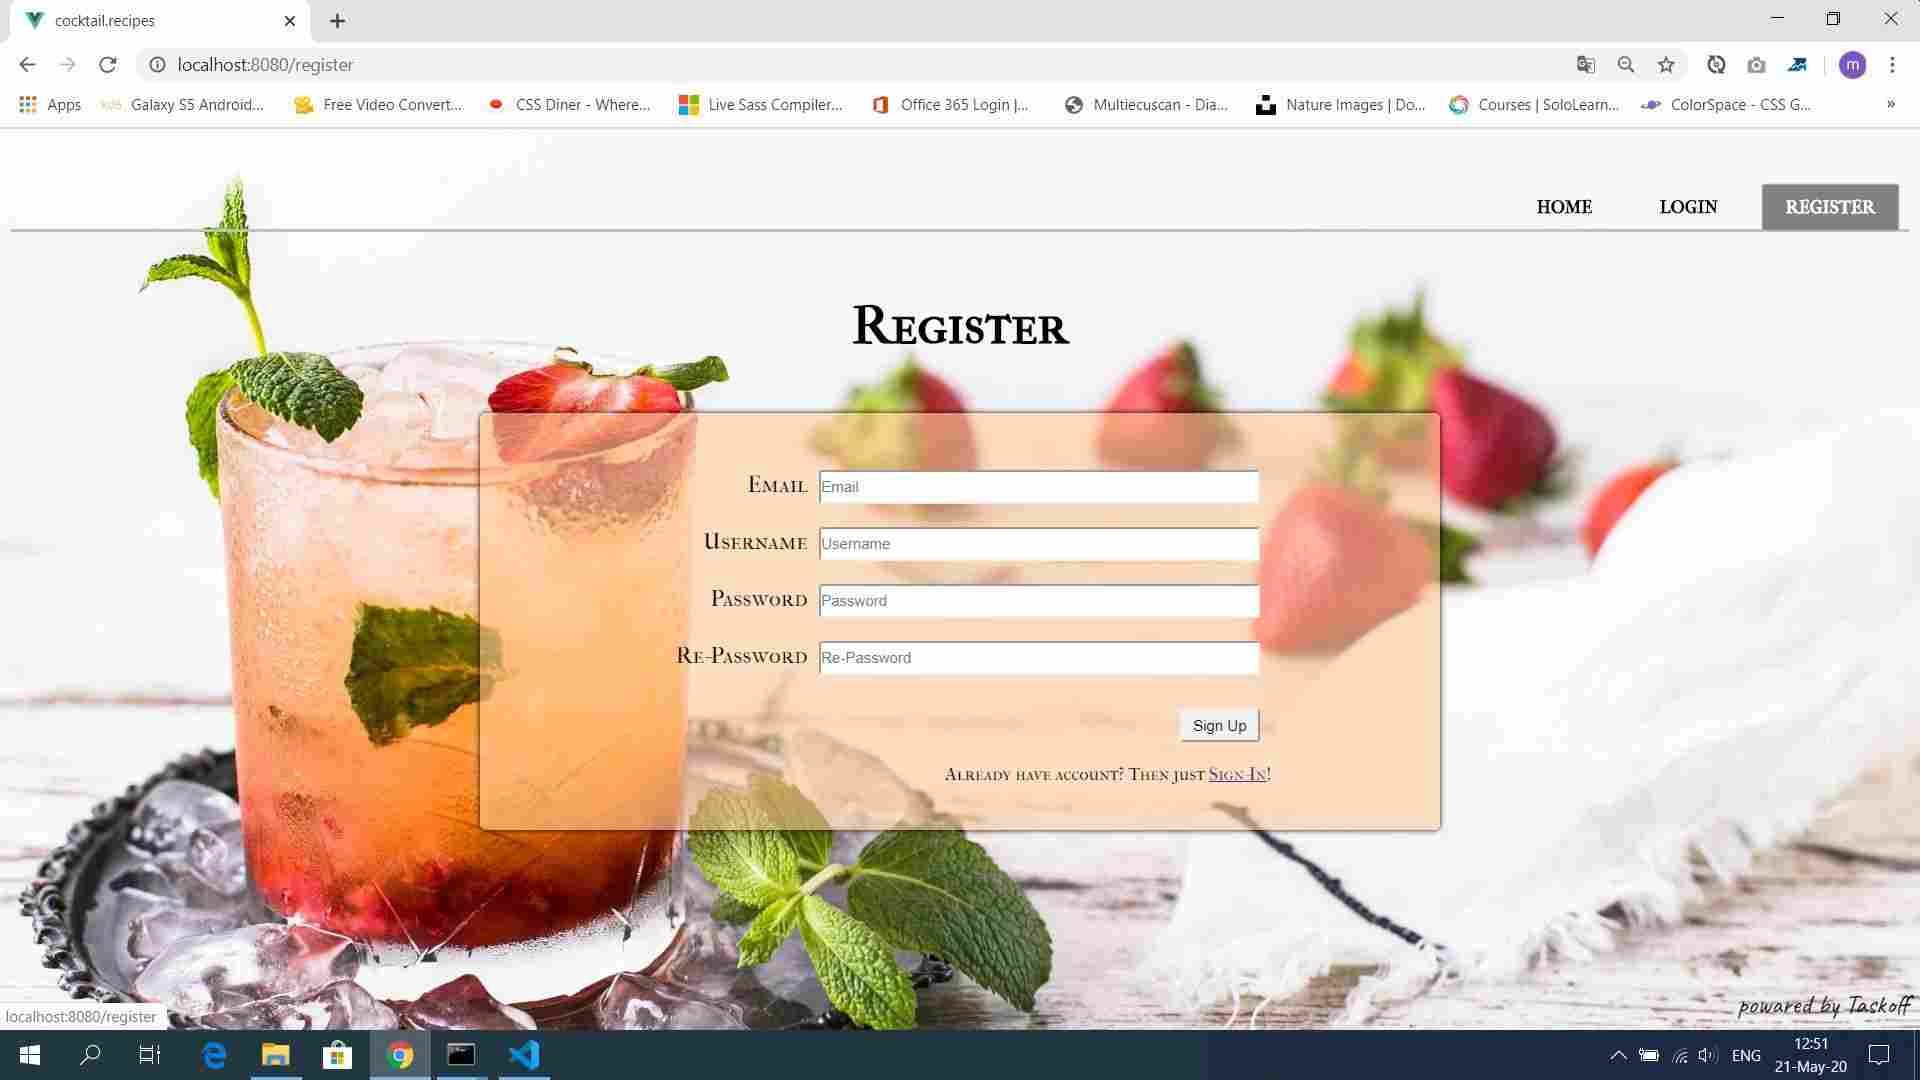 cocktail.recipes
localhost:8080/register
m
Apps
Galaxy S5 Android...
Free Video Convert...
CSS Diner - Where...
Live Sass Compiler...
Office 365 Login |...
Multiecuscan - Dia...
Nature Images | Do...
Courses | SoloLearn...
ColorSpace - CSS G...
»
HOME
LOGIN
REGISTER
Register
Email
Email
Username
Username
Password
Password
Re-Password
Re-Password
Sign Up
Already have account? Then just Sign-In!
powered by Taskoff
localhost:8080/register
ENG
12:51
21-May-20